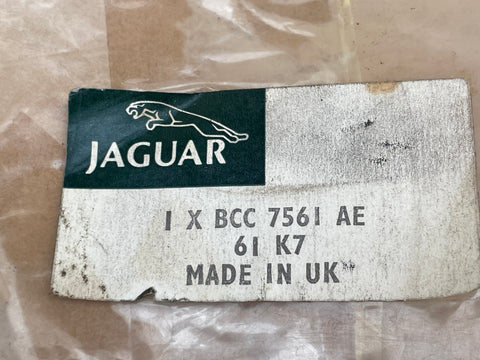 JAGUAR
1 X BCC 7561 AE
61 K7
MADE IN UK